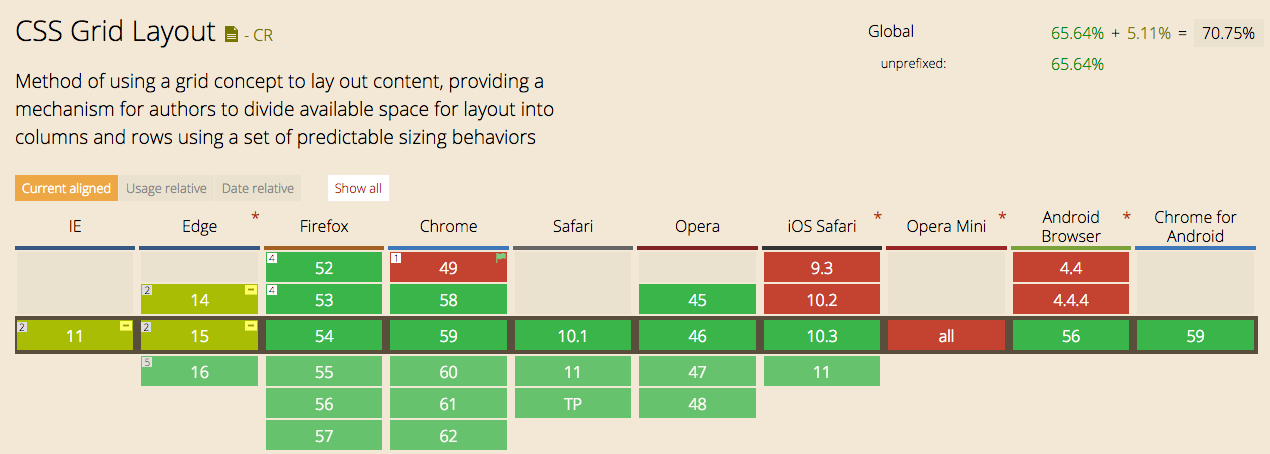 CSS Grid Layout - CR
Global 65.64% + 5.11% = 70.75%
unprefixed: 65.64%
Method of using a grid concept to lay out content, providing a
mechanism for authors to divide available space for layout into
columns and rows using a set of predictable sizing behaviors
Current aligned Usage relative Date relative Show all
IE Edge * Firefox Chrome Safari Opera iOS Safari * Opera Mini * Android Browser * Chrome for Android
4 52 1 49 9.3 4.4
2 14 - 4 53 58 45 10.2 4.4.4
2 11 - 2 15 - 54 59 10.1 46 10.3 all 56 59
5 16 55 60 11 47 11
56 61 TP 48
57 62